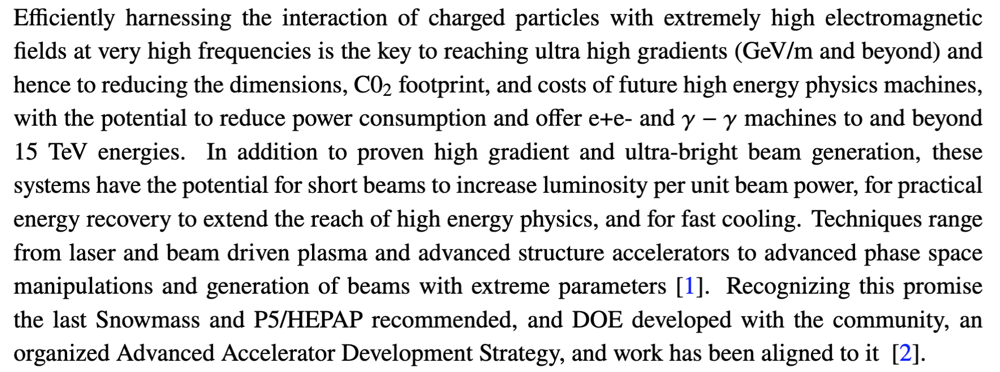 Efficiently harnessing the interaction of charged particles with extremely high electromagnetic
fields at very high frequencies is the key to reaching ultra high gradients (GeV/m and beyond) and
hence to reducing the dimensions, C0₂ footprint, and costs of future high energy physics machines,
with the potential to reduce power consumption and offer e+e- and γ − γ machines to and beyond
15 TeV energies. In addition to proven high gradient and ultra-bright beam generation, these
systems have the potential for short beams to increase luminosity per unit beam power, for practical
energy recovery to extend the reach of high energy physics, and for fast cooling. Techniques range
from laser and beam driven plasma and advanced structure accelerators to advanced phase space
manipulations and generation of beams with extreme parameters [1]. Recognizing this promise
the last Snowmass and P5/HEPAP recommended, and DOE developed with the community, an
organized Advanced Accelerator Development Strategy, and work has been aligned to it [2].